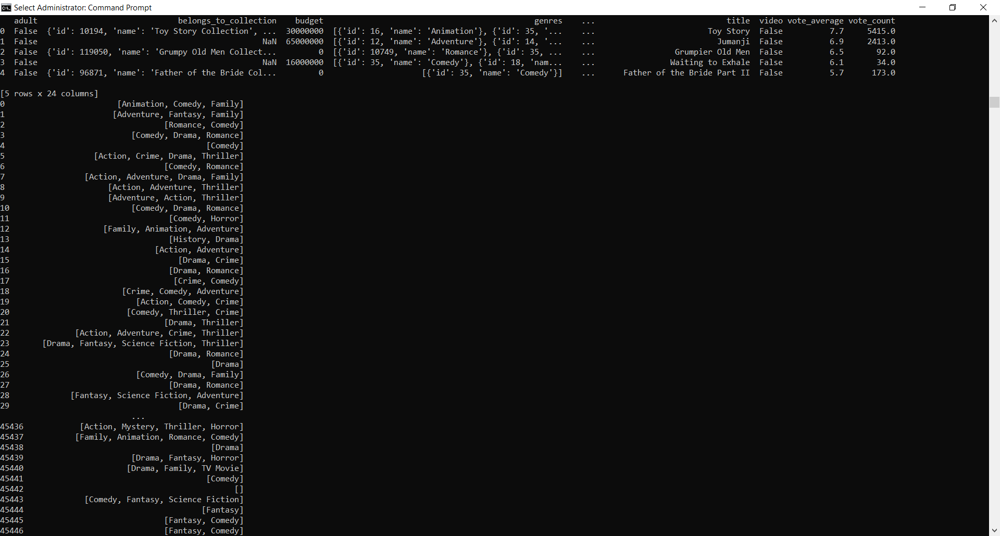 Select Administrator: Command Prompt
adult belongs_to_collection budget genres ... title video vote_average vote_count
0 False {'id': 10194, 'name': 'Toy Story Collection', ... 30000000 [{'id': 16, 'name': 'Animation'}, {'id': 35, '... ... Toy Story False 7.7 5415.0
1 False NaN 65000000 [{'id': 12, 'name': 'Adventure'}, {'id': 14, '... ... Jumanji False 6.9 2413.0
2 False {'id': 119050, 'name': 'Grumpy Old Men Collect... 0 [{'id': 10749, 'name': 'Romance'}, {'id': 35, ... ... Grumpier Old Men False 6.5 92.0
3 False NaN 16000000 [{'id': 35, 'name': 'Comedy'}, {'id': 18, 'nam... ... Waiting to Exhale False 6.1 34.0
4 False {'id': 96871, 'name': 'Father of the Bride Col... 0 [{'id': 35, 'name': 'Comedy'}] ... Father of the Bride Part II False 5.7 173.0
[5 rows x 24 columns]
0 [Animation, Comedy, Family]
1 [Adventure, Fantasy, Family]
2 [Romance, Comedy]
3 [Comedy, Drama, Romance]
4 [Comedy]
5 [Action, Crime, Drama, Thriller]
6 [Comedy, Romance]
7 [Action, Adventure, Drama, Family]
8 [Action, Adventure, Thriller]
9 [Adventure, Action, Thriller]
10 [Comedy, Drama, Romance]
11 [Comedy, Horror]
12 [Family, Animation, Adventure]
13 [History, Drama]
14 [Action, Adventure]
15 [Drama, Crime]
16 [Drama, Romance]
17 [Crime, Comedy]
18 [Crime, Comedy, Adventure]
19 [Action, Comedy, Crime]
20 [Comedy, Thriller, Crime]
21 [Drama, Thriller]
22 [Action, Adventure, Crime, Thriller]
23 [Drama, Fantasy, Science Fiction, Thriller]
24 [Drama, Romance]
25 [Drama]
26 [Comedy, Drama, Family]
27 [Drama, Romance]
28 [Fantasy, Science Fiction, Adventure]
29 [Drama, Crime]
...
45436 [Action, Mystery, Thriller, Horror]
45437 [Family, Animation, Romance, Comedy]
45438 [Drama]
45439 [Drama, Fantasy, Horror]
45440 [Drama, Family, TV Movie]
45441 [Comedy]
45442 []
45443 [Comedy, Fantasy, Science Fiction]
45444 [Fantasy]
45445 [Fantasy, Comedy]
45446 [Fantasy, Comedy]